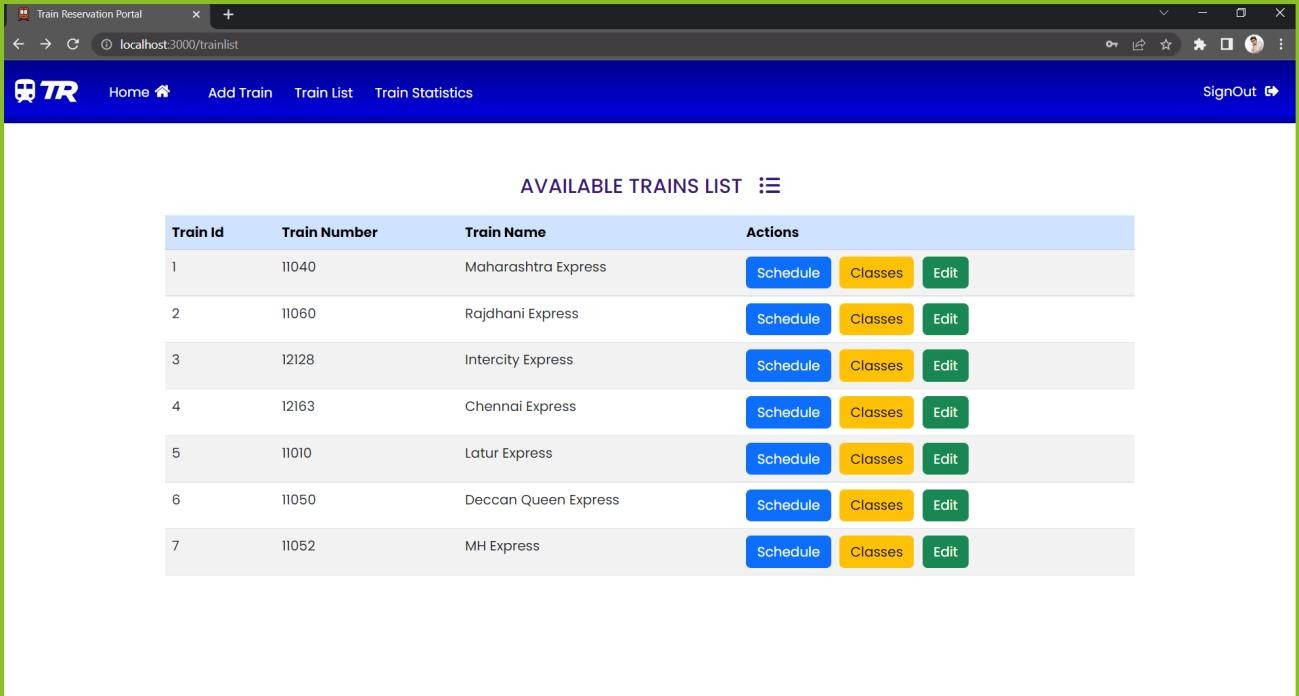 Train Reservation Portal
localhost:3000/trainlist
TR Home Add Train Train List Train Statistics SignOut
AVAILABLE TRAINS LIST
Train Id Train Number Train Name Actions
1 11040 Maharashtra Express Schedule Classes Edit
2 11060 Rajdhani Express Schedule Classes Edit
3 12128 Intercity Express Schedule Classes Edit
4 12163 Chennai Express Schedule Classes Edit
5 11010 Latur Express Schedule Classes Edit
6 11050 Deccan Queen Express Schedule Classes Edit
7 11052 MH Express Schedule Classes Edit